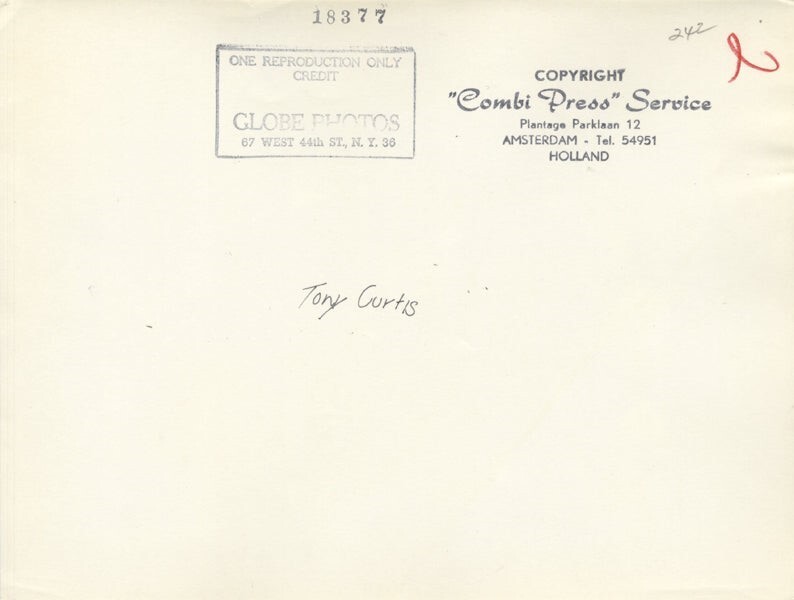 18377
242
ONE REPRODUCTION ONLY
CREDIT
GLOBE PHOTOS
67 WEST 44th ST., N. Y. 36
COPYRIGHT
"Combi Press" Service
Plantage Parklaan 12
AMSTERDAM - Tel. 54951
HOLLAND
Tony Curtis